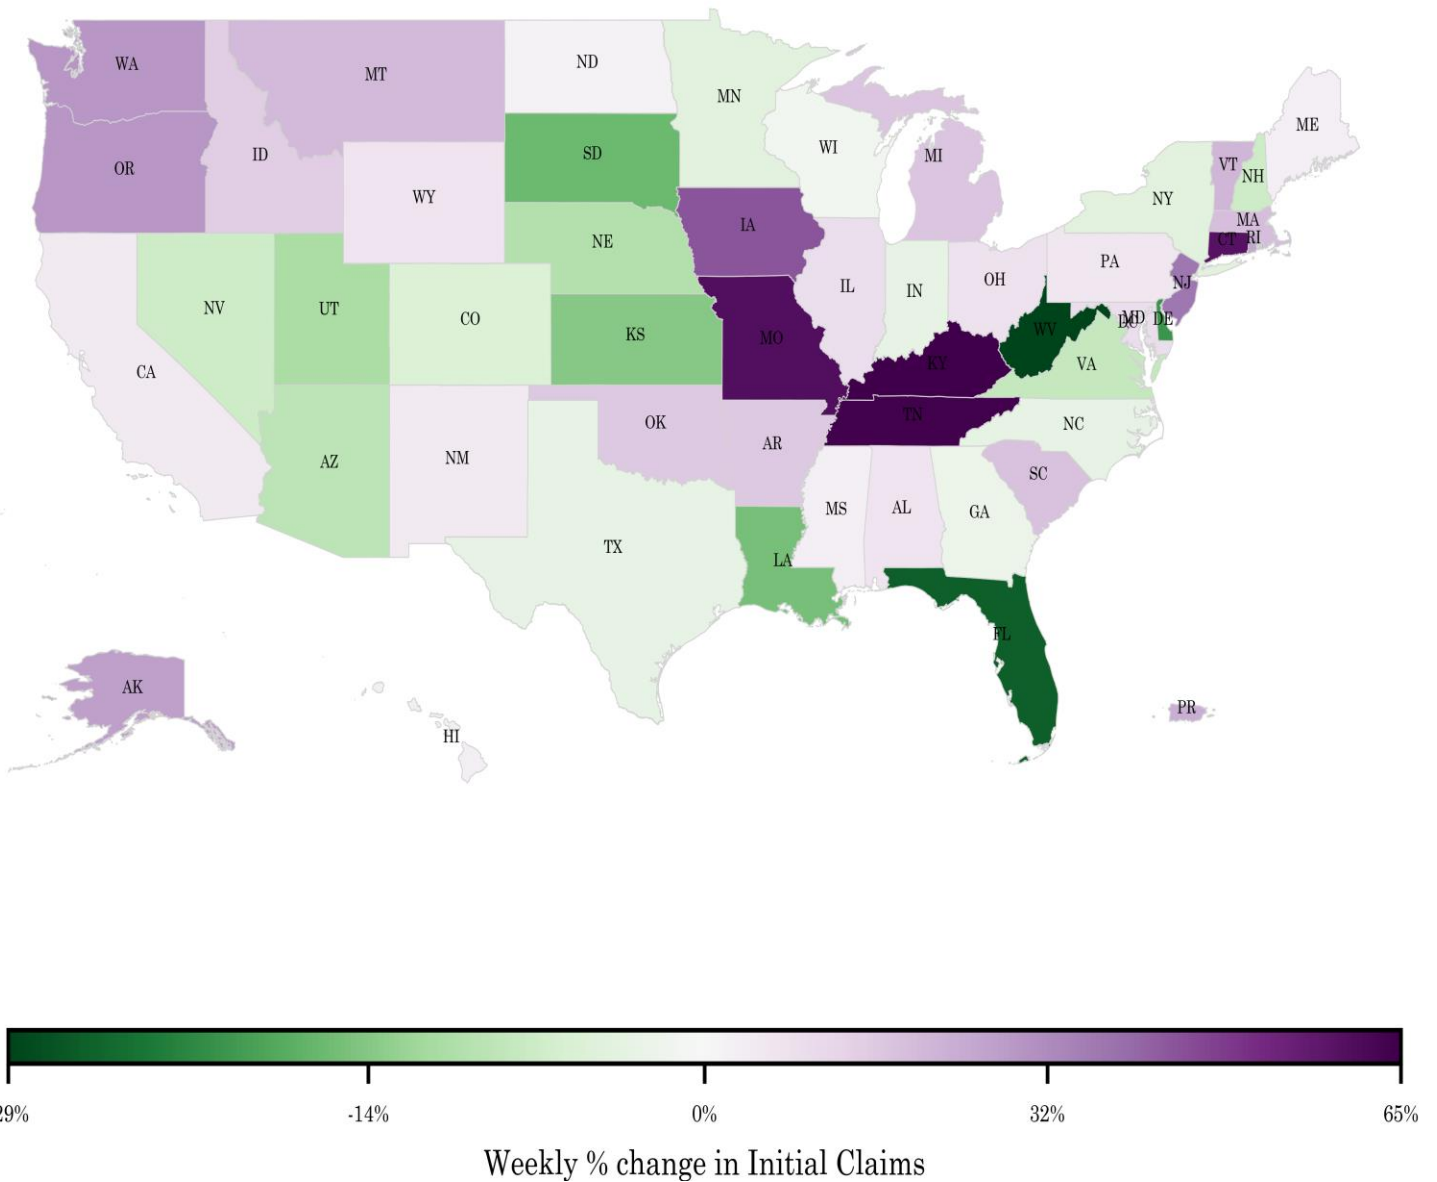 WA
MT
ND
MN
ME
OR
ID
SD
WI
MI
VT
NH
WY
NY
IA
NE
MA
CT
RI
PA
NV
UT
CO
IL
IN
OH
NJ
KS
MO
WV
DC
MD
DE
CA
KY
VA
OK
AR
TN
NC
AZ
NM
SC
MS
AL
GA
TX
LA
FL
AK
HI
PR
29%
-14%
0%
32%
65%
Weekly % change in Initial Claims